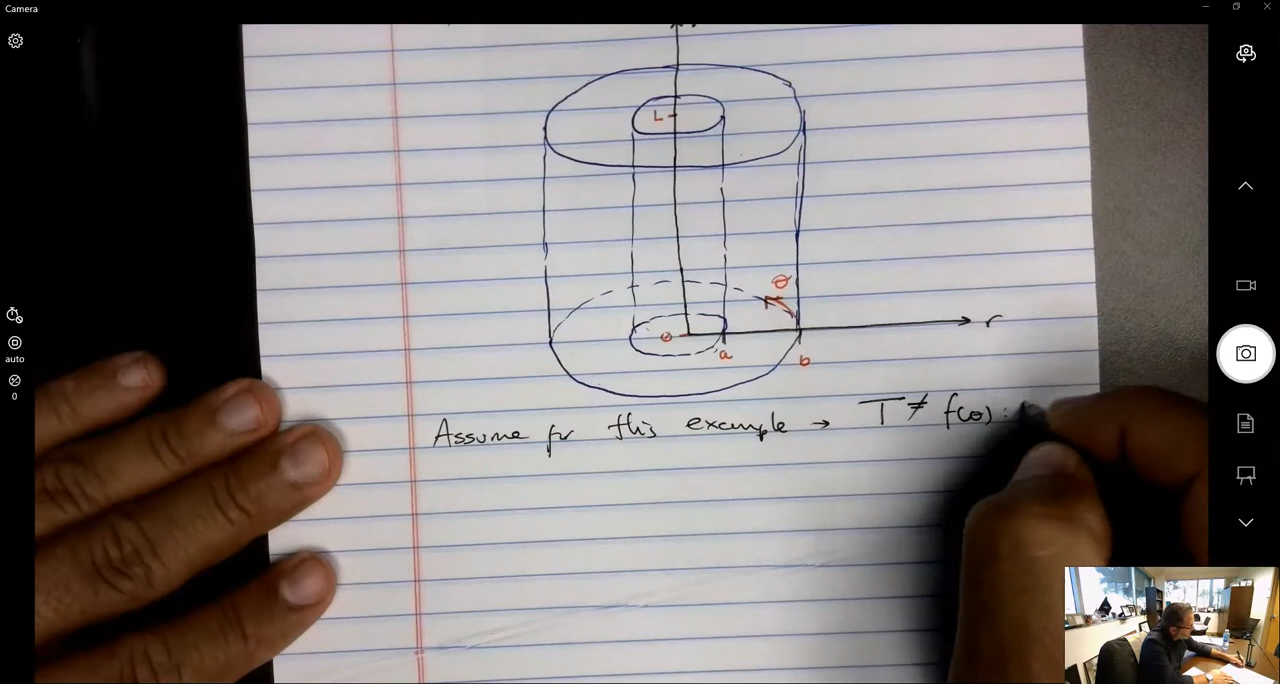 Camera
L
θ
o
r
a
b
Assume for this example → T ≠ f(θ)
auto
0